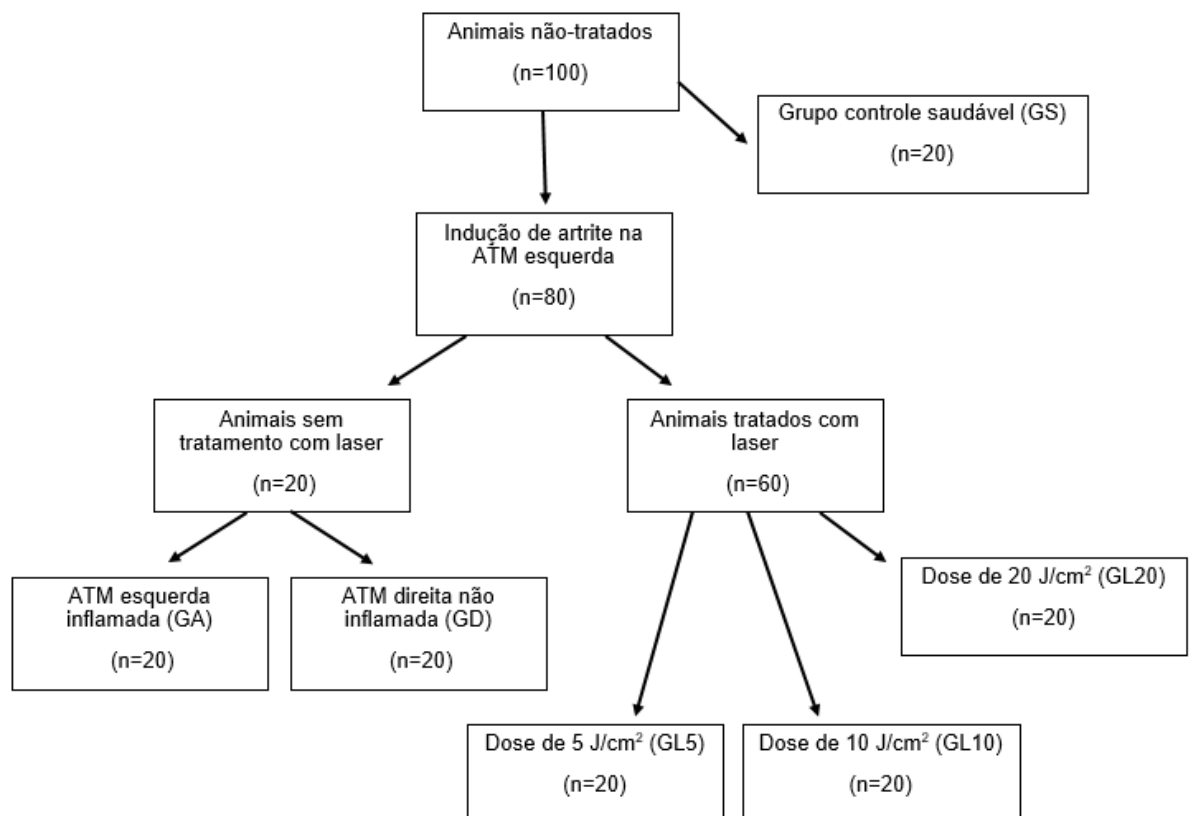 Animais não-tratados
(n=100)
Grupo controle saudável (GS)
(n=20)
Indução de artrite na
ATM esquerda
(n=80)
Animais sem
tratamento com laser
(n=20)
Animais tratados com
laser
(n=60)
ATM esquerda
inflamada (GA)
(n=20)
ATM direita não
inflamada (GD)
(n=20)
Dose de 20 J/cm² (GL20)
(n=20)
Dose de 5 J/cm² (GL5)
(n=20)
Dose de 10 J/cm² (GL10)
(n=20)